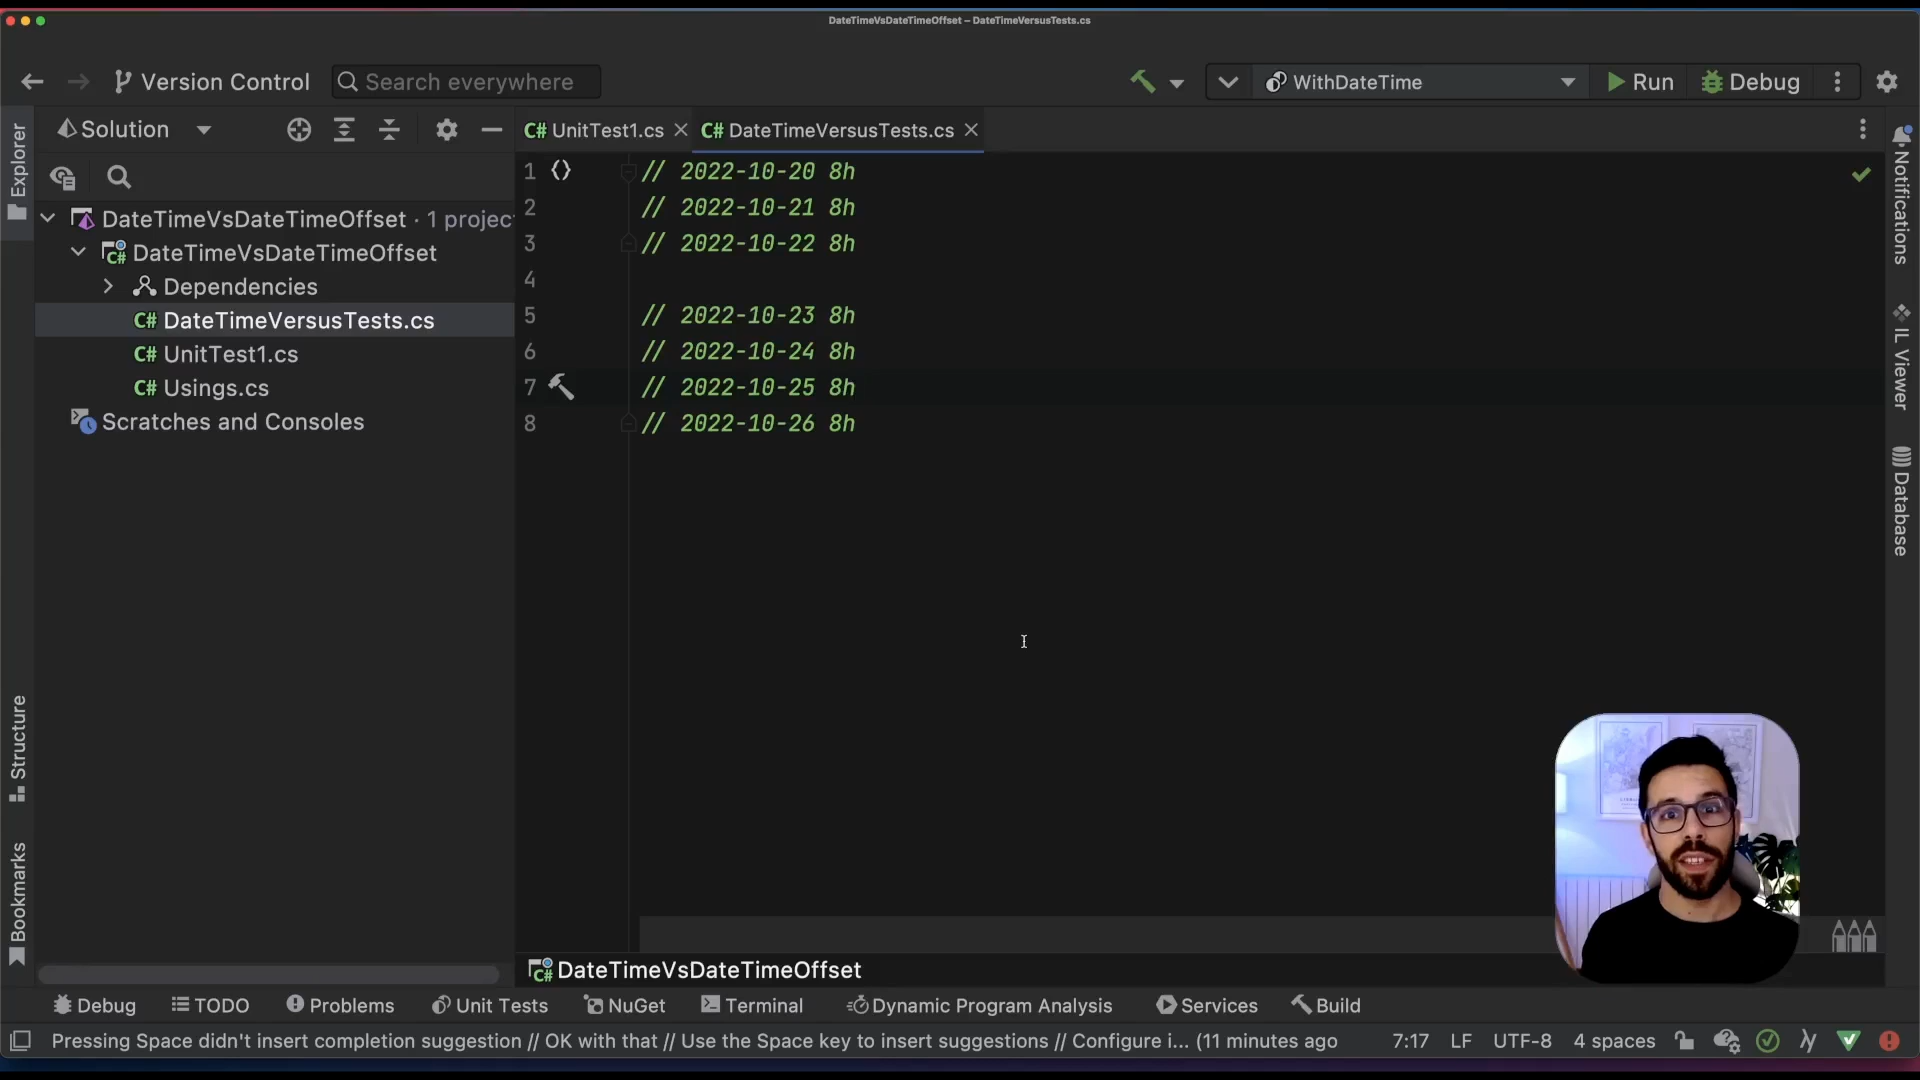 DateTimeVsDateTimeOffset – DateTimeVersusTests.cs
Version Control
Search everywhere
WithDateTime
Run
Debug
Explorer
Solution
C# UnitTest1.cs
C# DateTimeVersusTests.cs
Notifications
1 // 2022-10-20 8h
2 // 2022-10-21 8h
3 // 2022-10-22 8h
4
5 // 2022-10-23 8h
6 // 2022-10-24 8h
7 // 2022-10-25 8h
8 // 2022-10-26 8h
DateTimeVsDateTimeOffset · 1 projec
C# DateTimeVsDateTimeOffset
Dependencies
C# DateTimeVersusTests.cs
C# UnitTest1.cs
C# Usings.cs
Scratches and Consoles
IL Viewer
Database
Structure
Bookmarks
C# DateTimeVsDateTimeOffset
Debug
TODO
Problems
Unit Tests
NuGet
Terminal
Dynamic Program Analysis
Services
Build
Pressing Space didn't insert completion suggestion // OK with that // Use the Space key to insert suggestions // Configure i... (11 minutes ago
7:17
LF
UTF-8
4 spaces